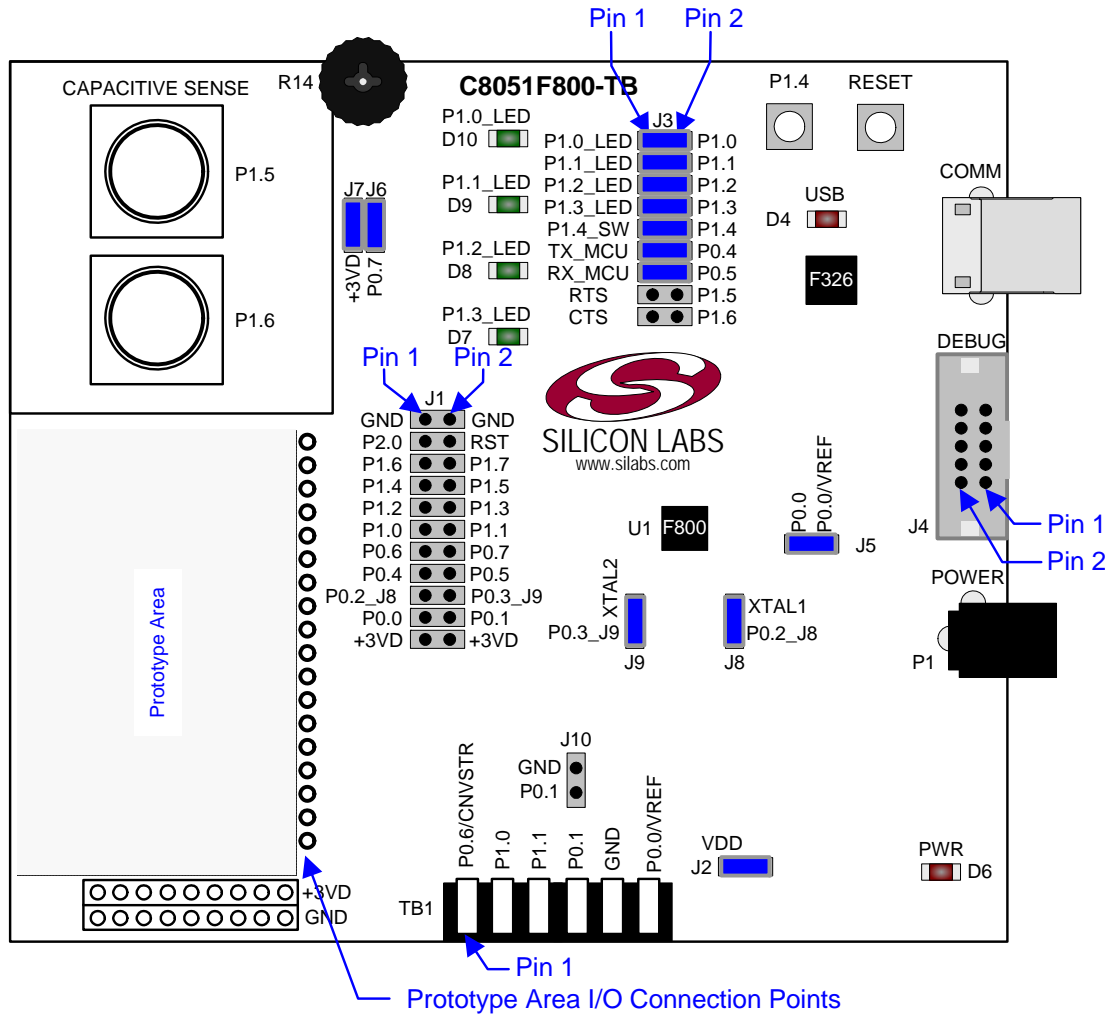 Pin 1 Pin 2
CAPACITIVE SENSE
R14
C8051F800-TB
P1.4
RESET
P1.5
P1.6
J7 J6
+3VD
P0.7
P1.0_LED
D10
P1.1_LED
D9
P1.2_LED
D8
P1.3_LED
D7
J3
P1.0_LED P1.0
P1.1_LED P1.1
P1.2_LED P1.2
P1.3_LED P1.3
P1.4_SW P1.4
TX_MCU P0.4
RX_MCU P0.5
RTS P1.5
CTS P1.6
USB
D4
F326
COMM
DEBUG
J4
Pin 1
Pin 2
Pin 1 Pin 2
J1
GND GND
P2.0 RST
P1.6 P1.7
P1.4 P1.5
P1.2 P1.3
P1.0 P1.1
P0.6 P0.7
P0.4 P0.5
P0.2_J8 P0.3_J9
P0.0 P0.1
+3VD +3VD
SILICON LABS
www.silabs.com
U1 F800
P0.0
P0.0/VREF
J5
XTAL2
P0.3_J9
J9
XTAL1
P0.2_J8
J8
POWER
P1
Prototype Area
J10
GND
P0.1
P0.6/CNVSTR
P1.0
P1.1
P0.1
GND
P0.0/VREF
TB1
VDD
J2
PWR
D6
+3VD
GND
Pin 1
Prototype Area I/O Connection Points